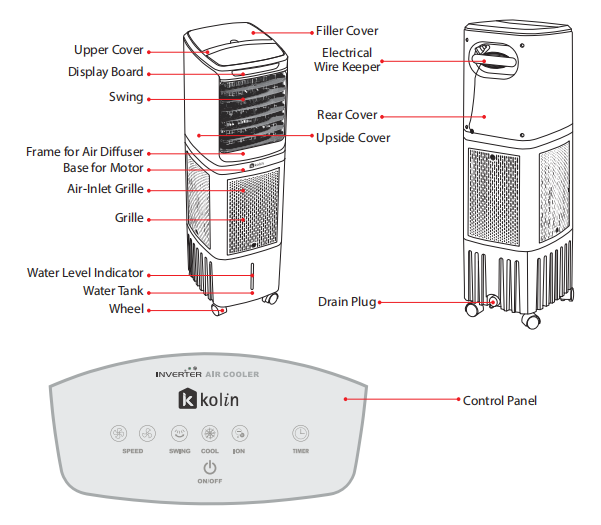 Filler Cover
Upper Cover
Electrical
Wire Keeper
Display Board
Swing
Rear Cover
Upside Cover
Frame for Air Diffuser
Base for Motor
kolin
Air-Inlet Grille
Grille
Water Level Indicator
Water Tank
Wheel
Drain Plug
INVERTER AIR COOLER
k kolin
Control Panel
SPEED SWING COOL ION TIMER
ON/OFF